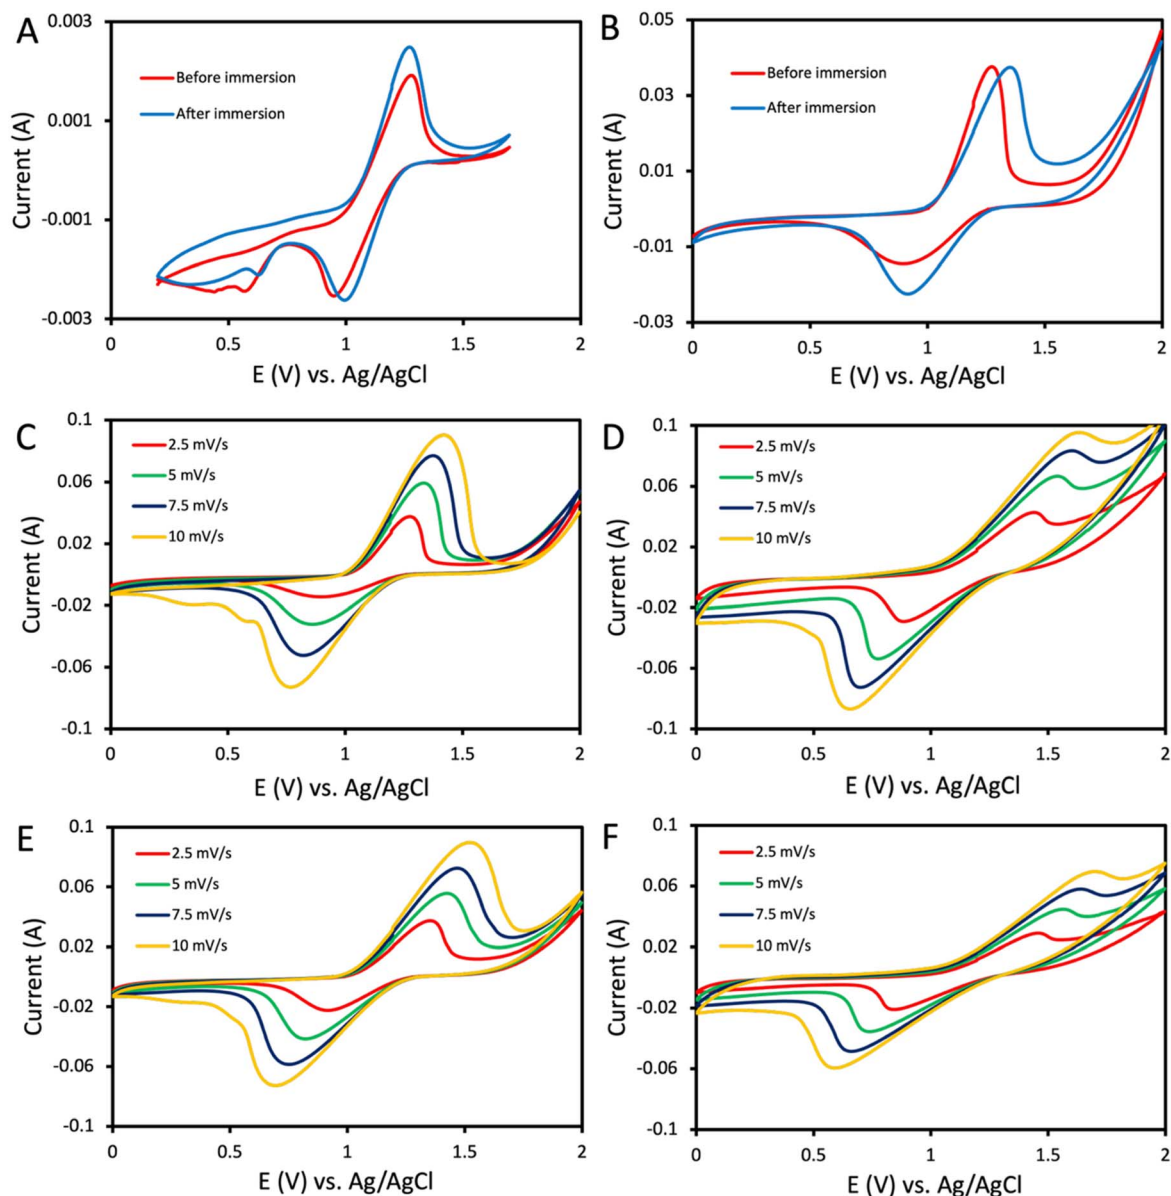 A
0.003
0.001
-0.001
-0.003
Current (A)
Before immersion
After immersion
0
0.5
1
1.5
2
E (V) vs. Ag/AgCl
B
0.05
0.03
0.01
-0.01
-0.03
Current (A)
Before immersion
After immersion
0
0.5
1
1.5
2
E (V) vs. Ag/AgCl
C
0.1
0.06
0.02
-0.02
-0.06
-0.1
Current (A)
2.5 mV/s
5 mV/s
7.5 mV/s
10 mV/s
0
0.5
1
1.5
2
E (V) vs. Ag/AgCl
D
0.1
0.06
0.02
-0.02
-0.06
-0.1
Current (A)
2.5 mV/s
5 mV/s
7.5 mV/s
10 mV/s
0
0.5
1
1.5
2
E (V) vs. Ag/AgCl
E
0.1
0.06
0.02
-0.02
-0.06
-0.1
Current (A)
2.5 mV/s
5 mV/s
7.5 mV/s
10 mV/s
0
0.5
1
1.5
2
E (V) vs. Ag/AgCl
F
0.1
0.06
0.02
-0.02
-0.06
-0.1
Current (A)
2.5 mV/s
5 mV/s
7.5 mV/s
10 mV/s
0
0.5
1
1.5
2
E (V) vs. Ag/AgCl